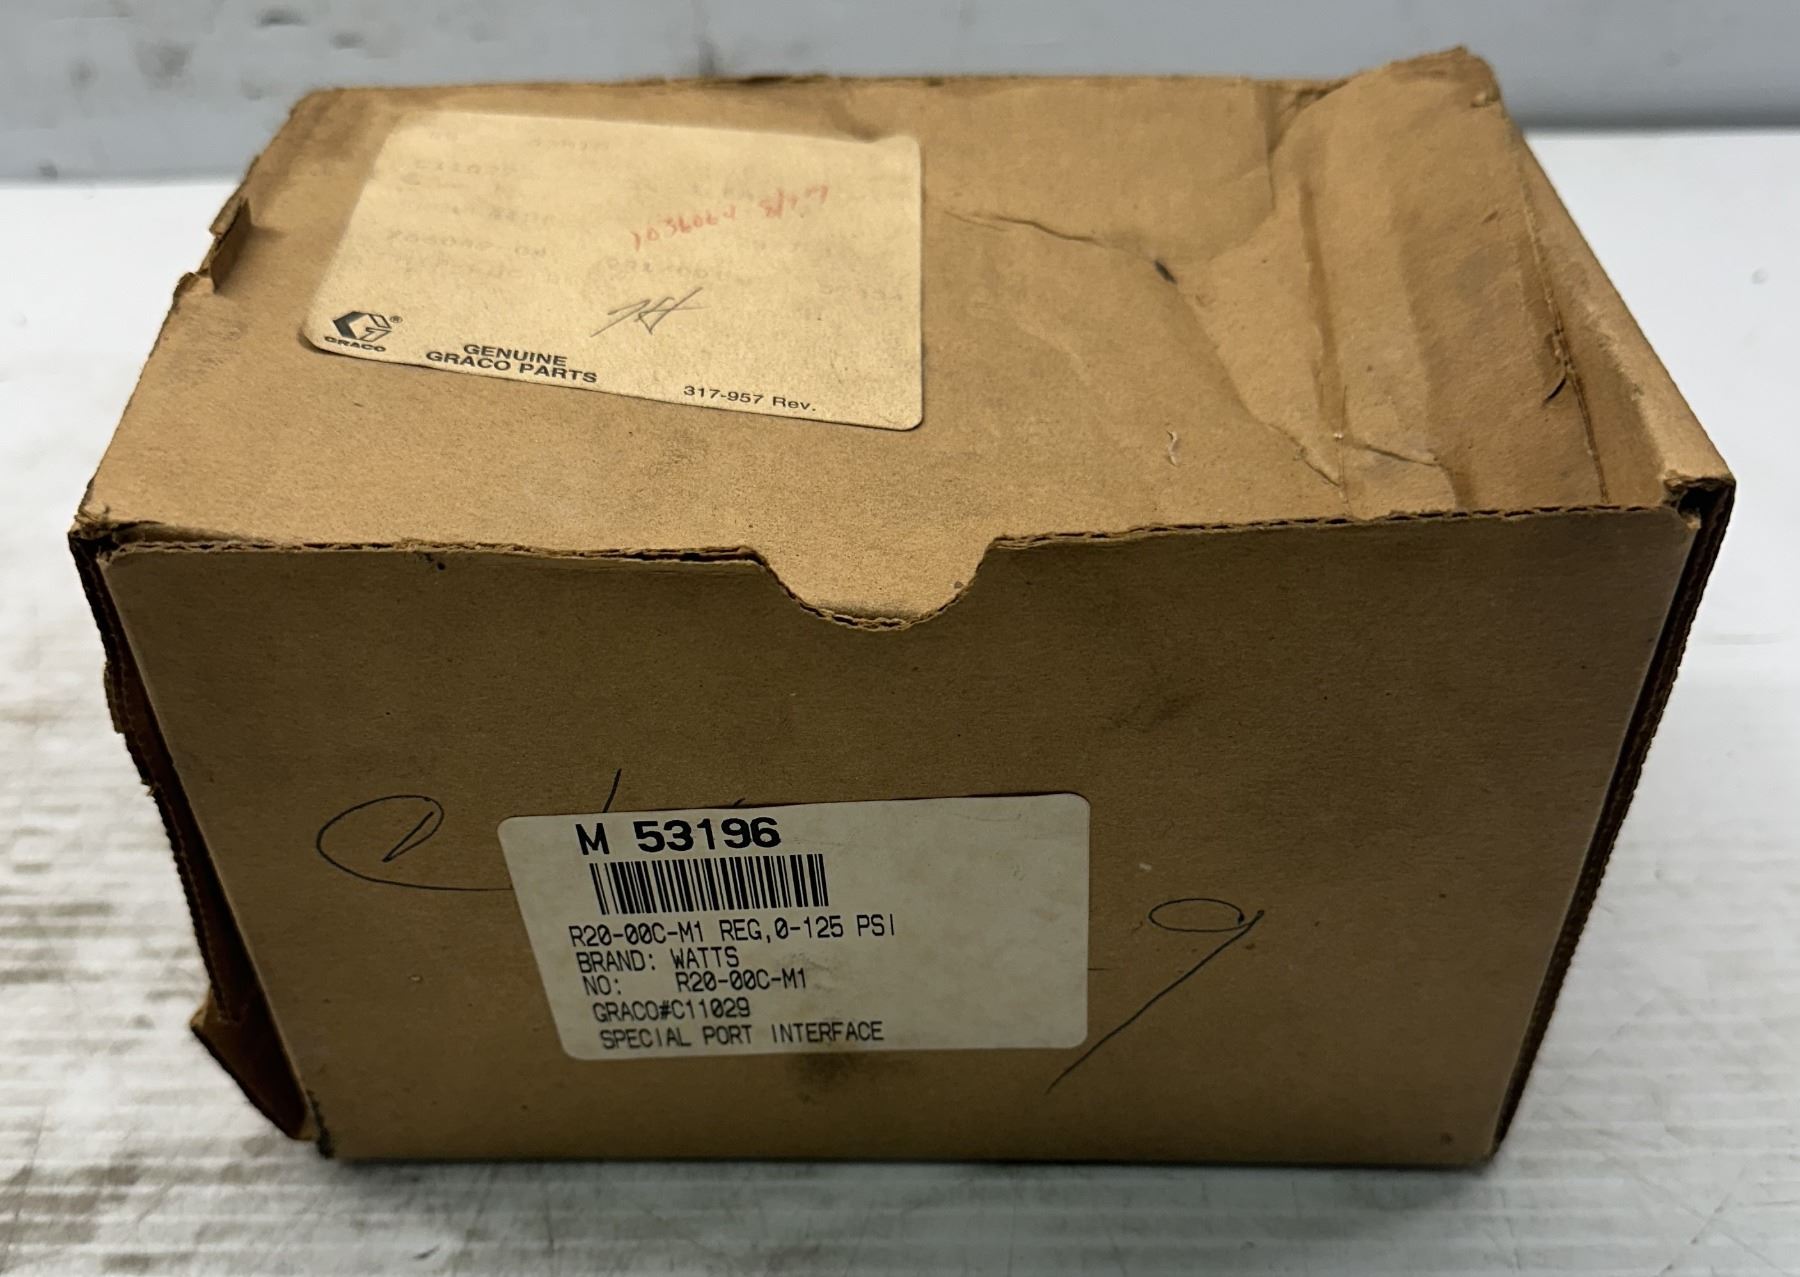 GRACO
GENUINE
GRACO PARTS
317-957 Rev.
M 53196
R20-00C-M1 REG,0-125 PSI
BRAND: WATTS
NO: R20-00C-M1
GRACO#C11029
SPECIAL PORT INTERFACE